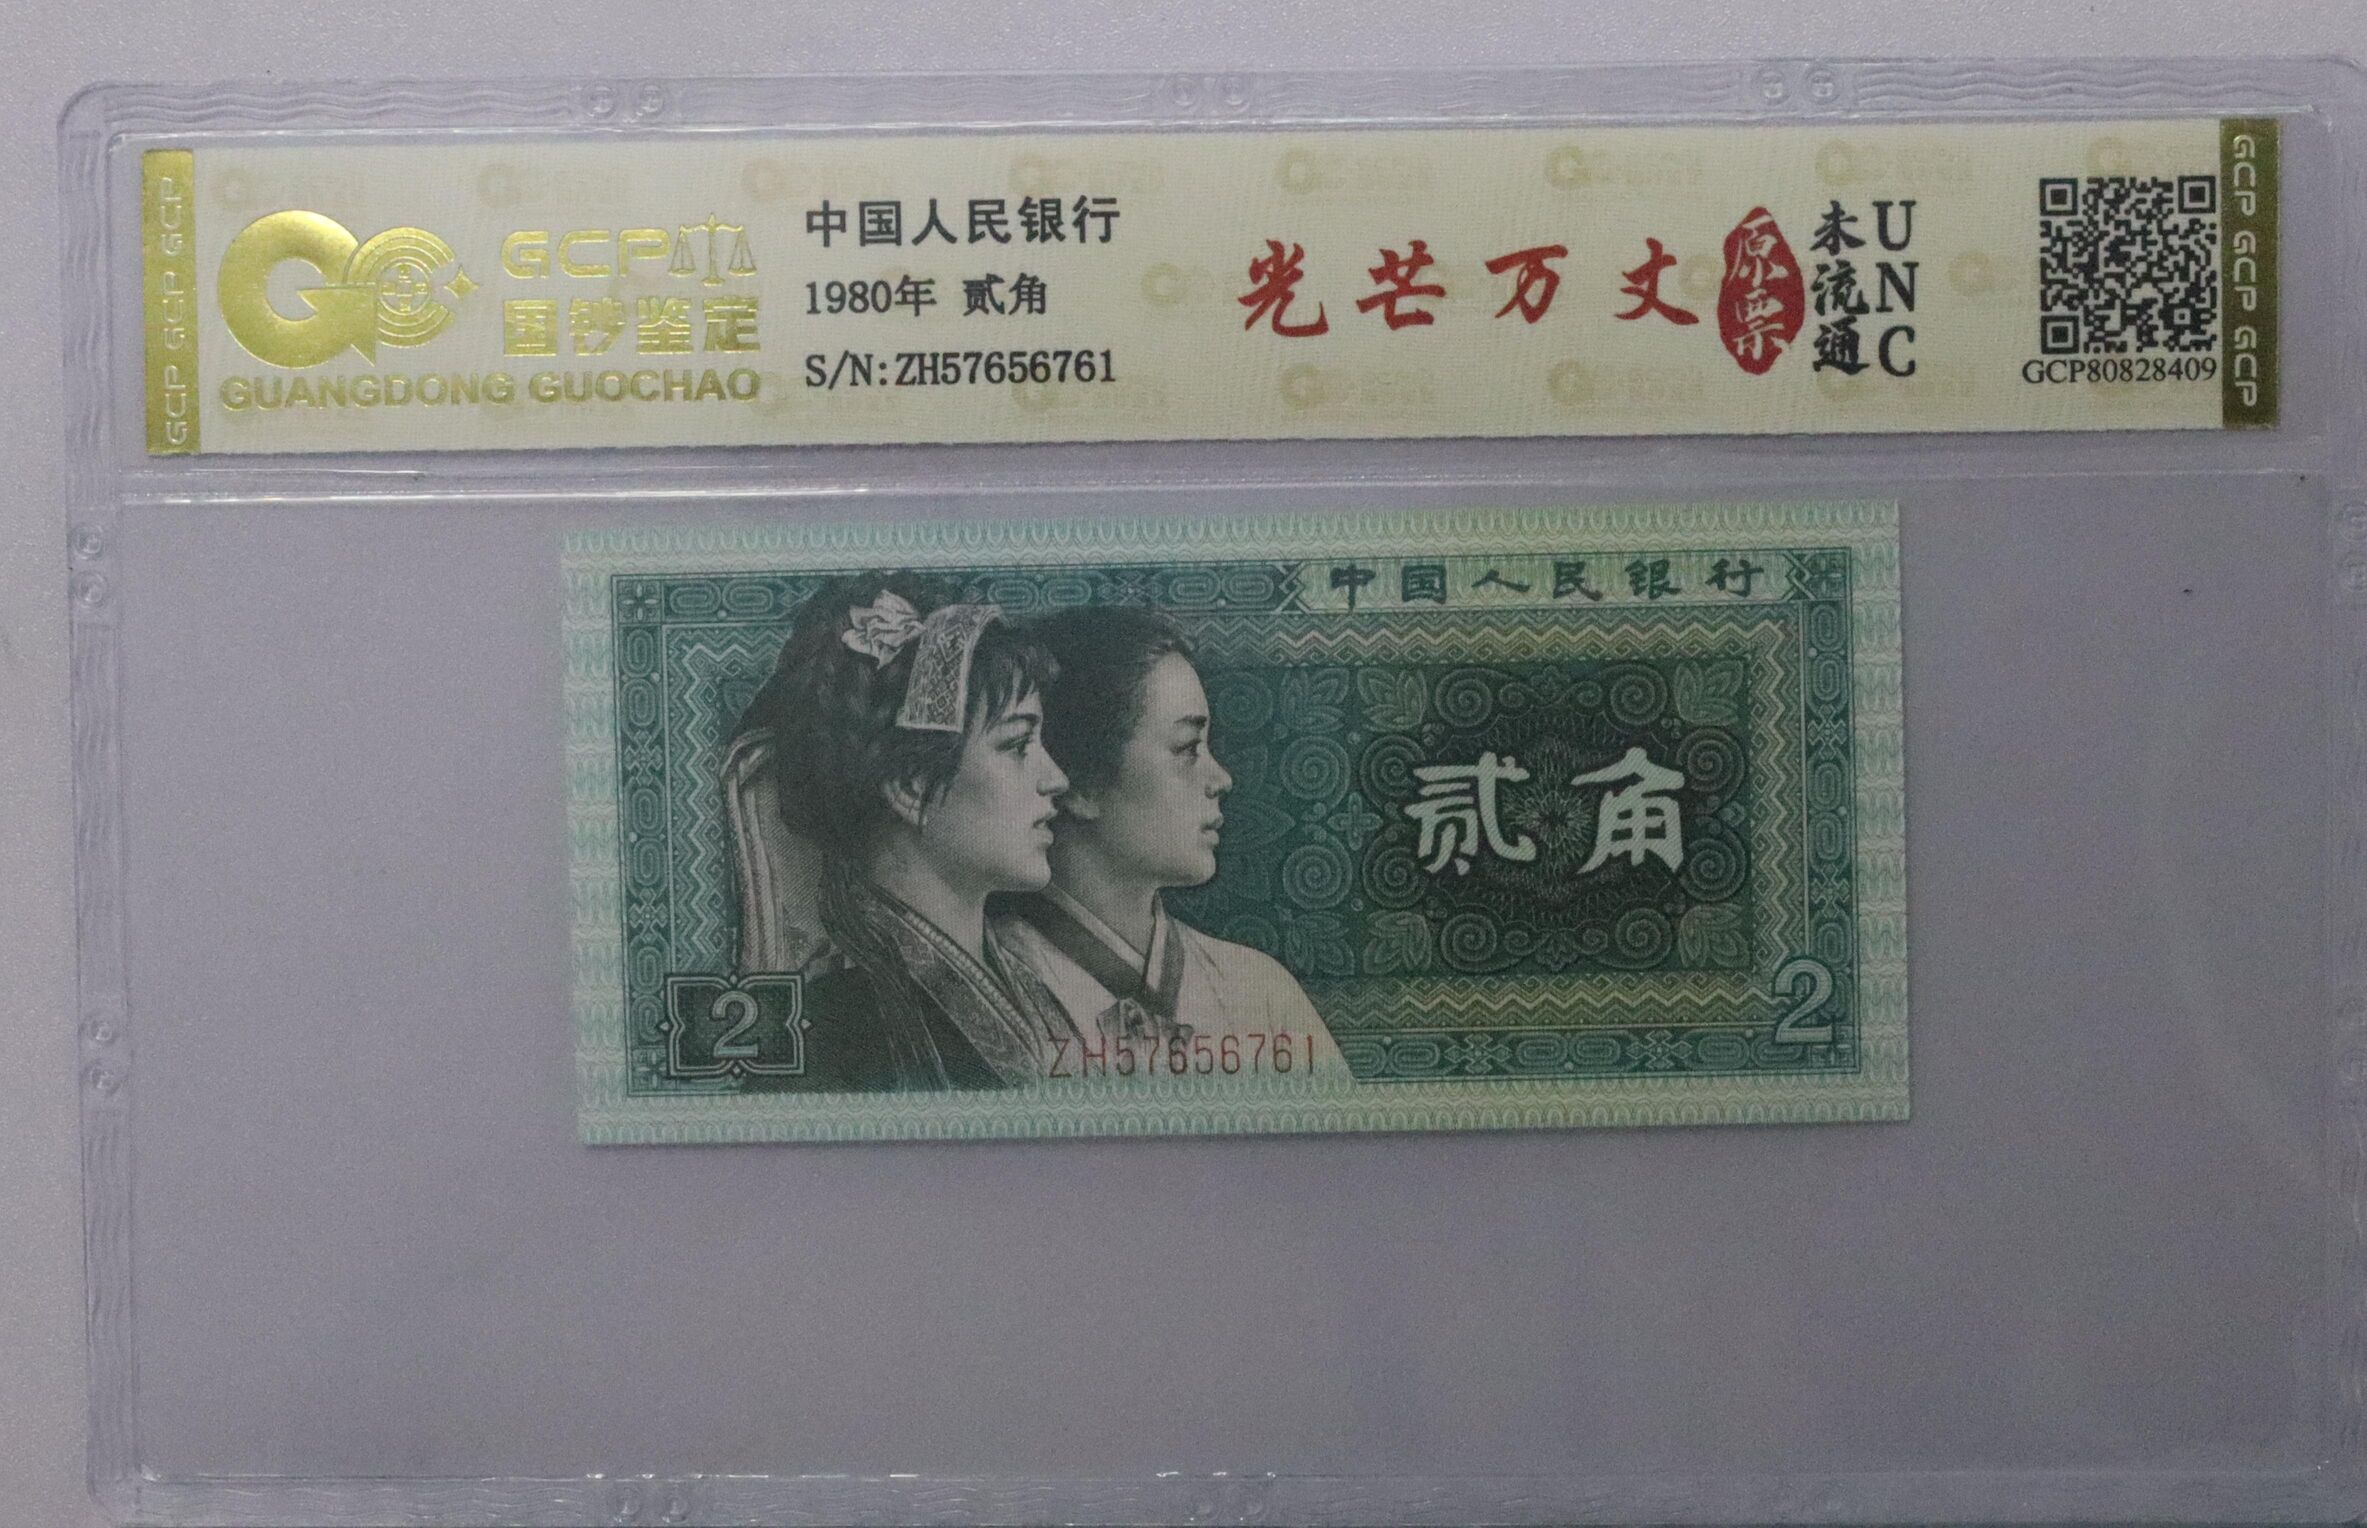 GCP GCP GCP
GCP
国钞鉴定
GUANGDONG GUOCHAO
中国人民银行
1980年 贰角
S/N:ZH57656761
光芒万丈
原票
未流通
UNC
GCP80828409
GCP GCP GCP
中国人民银行
贰角
2
2
ZH57656761